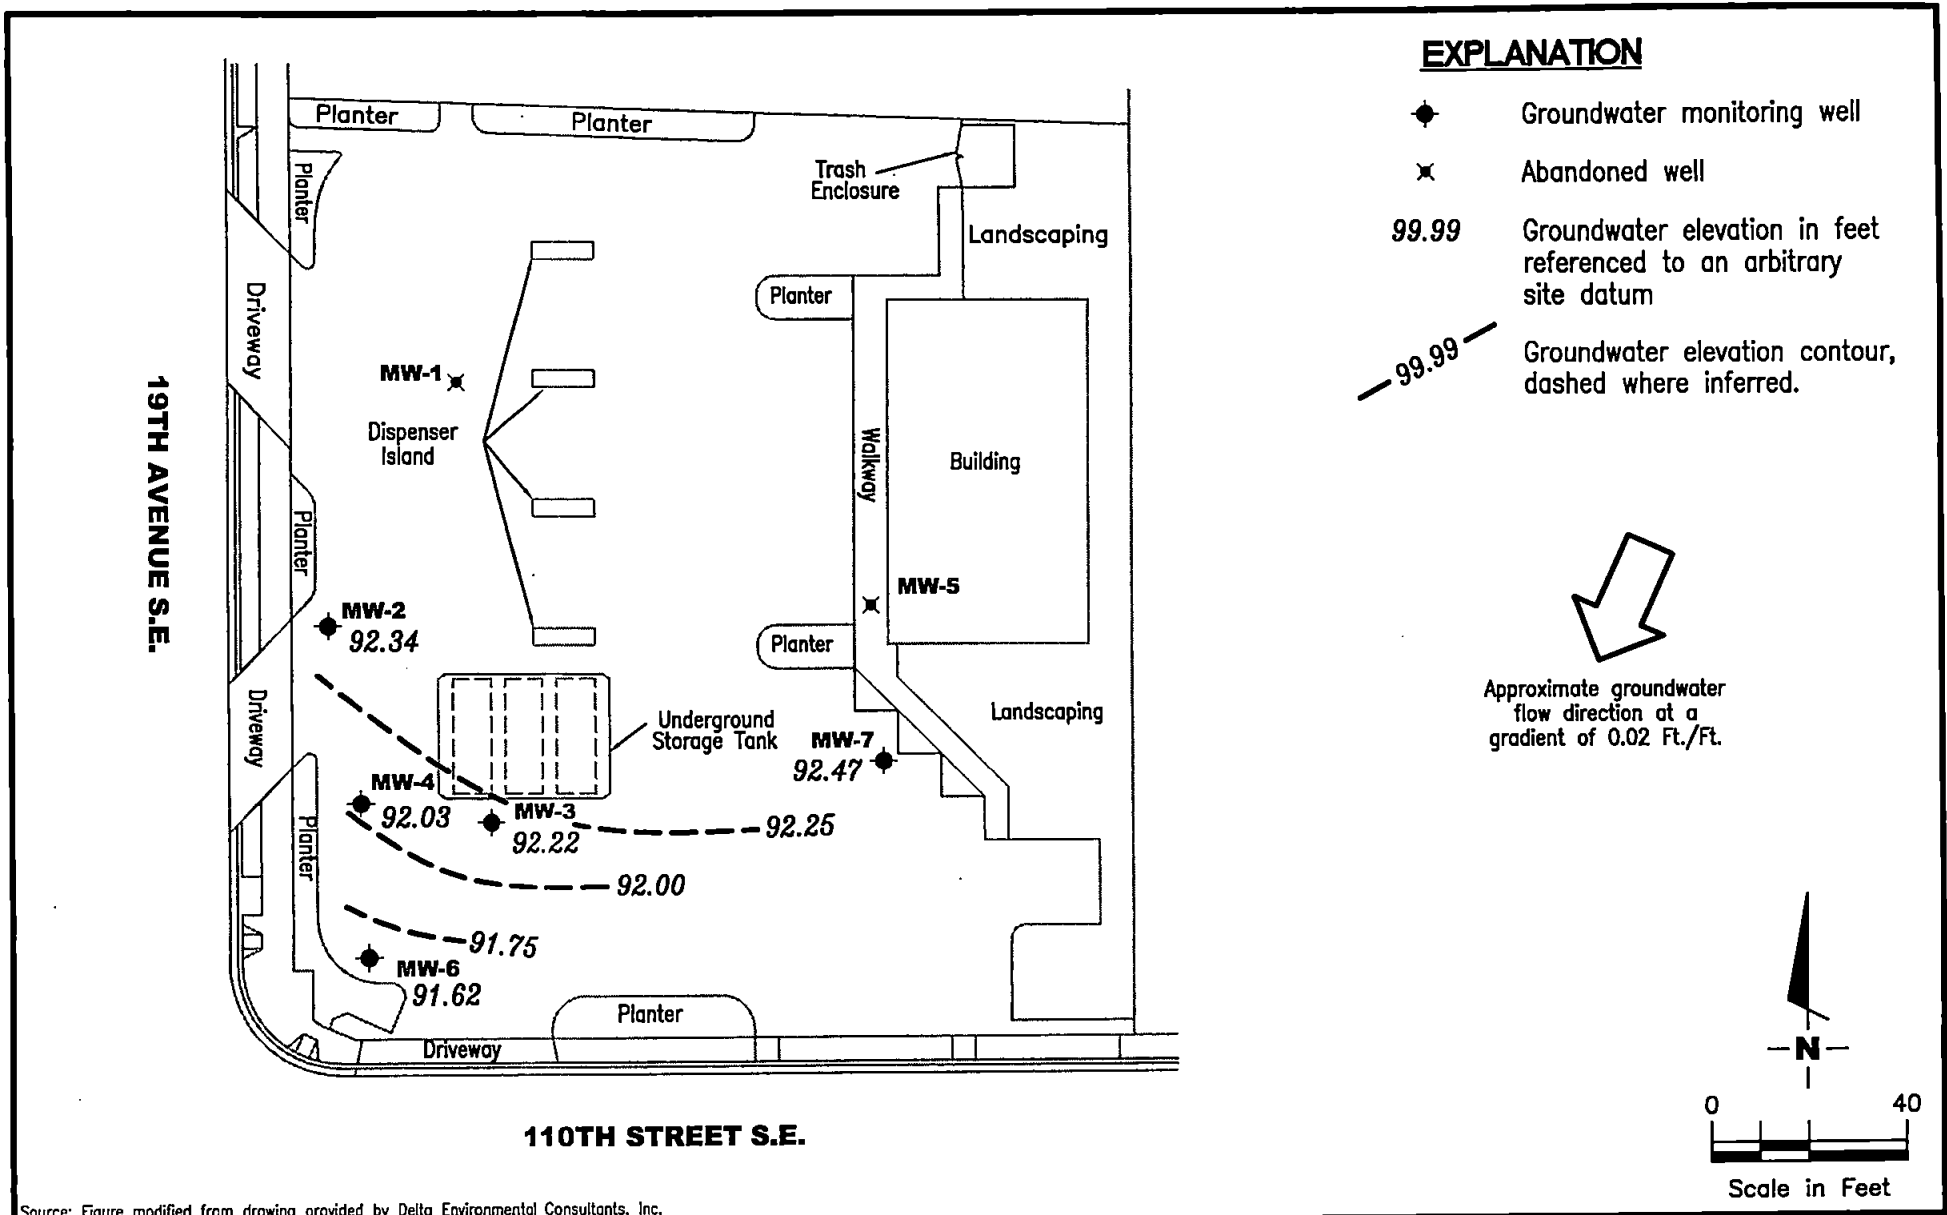 EXPLANATION
Groundwater monitoring well
Abandoned well
99.99
Groundwater elevation in feet
referenced to an arbitrary
site datum
99.99
Groundwater elevation contour,
dashed where inferred.
Planter
Planter
Planter
Trash
Enclosure
Landscaping
Driveway
Planter
MW-1
Dispenser
Island
Walkway
Building
19TH AVENUE S.E.
Planter
MW-5
MW-2
92.34
Planter
Driveway
Underground
Storage Tank
Landscaping
MW-7
92.47
Approximate groundwater
flow direction at a
gradient of 0.02 Ft./Ft.
MW-4
92.03
MW-3
92.22
92.25
Planter
92.00
91.75
MW-6
91.62
Planter
Driveway
110TH STREET S.E.
N
0 40
Scale in Feet
Source: Figure modified from drawing provided by Delta Environmental Consultants, Inc.